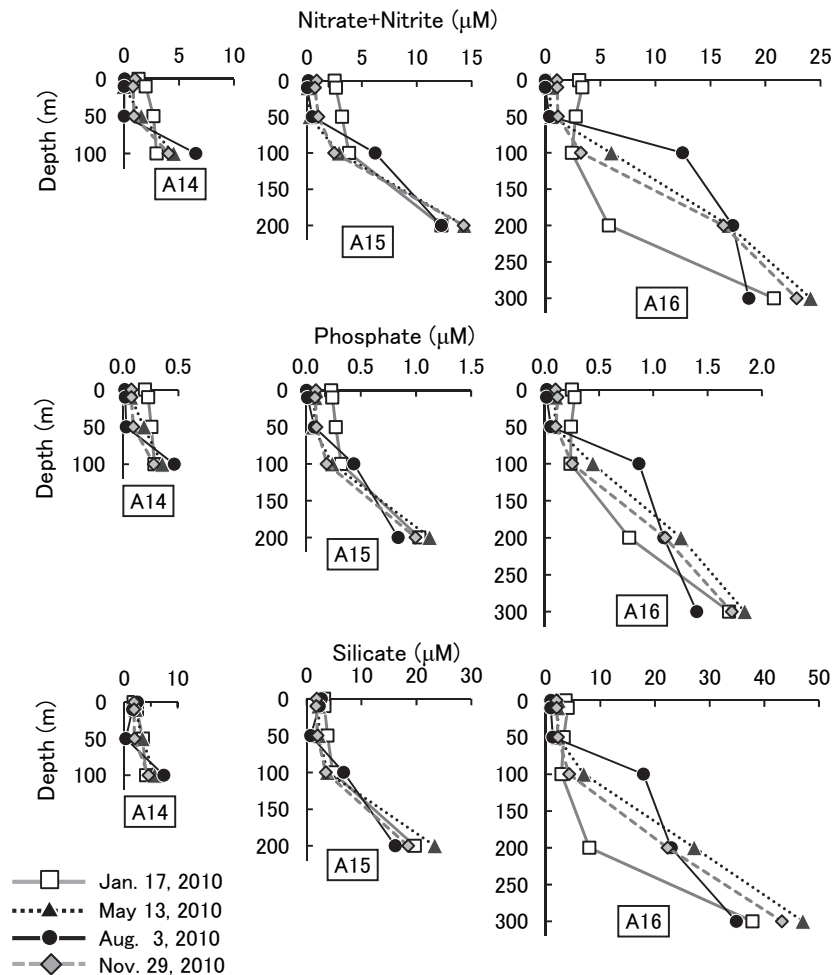 Nitrate+Nitrite (μM)
0 5 10
0 5 10 15
0 5 10 15 20 25
Depth (m)
0
50
100
A14
0
50
100
150
200
A15
0
50
100
150
200
250
300
A16
Phosphate (μM)
0.0 0.5
0.0 0.5 1.0 1.5
0.0 0.5 1.0 1.5 2.0
Depth (m)
0
50
100
A14
0
50
100
150
200
A15
0
50
100
150
200
250
300
A16
Silicate (μM)
0 10
0 10 20 30
0 10 20 30 40 50
Depth (m)
0
50
100
A14
0
50
100
150
200
A15
0
50
100
150
200
250
300
A16
Jan. 17, 2010
May 13, 2010
Aug. 3, 2010
Nov. 29, 2010